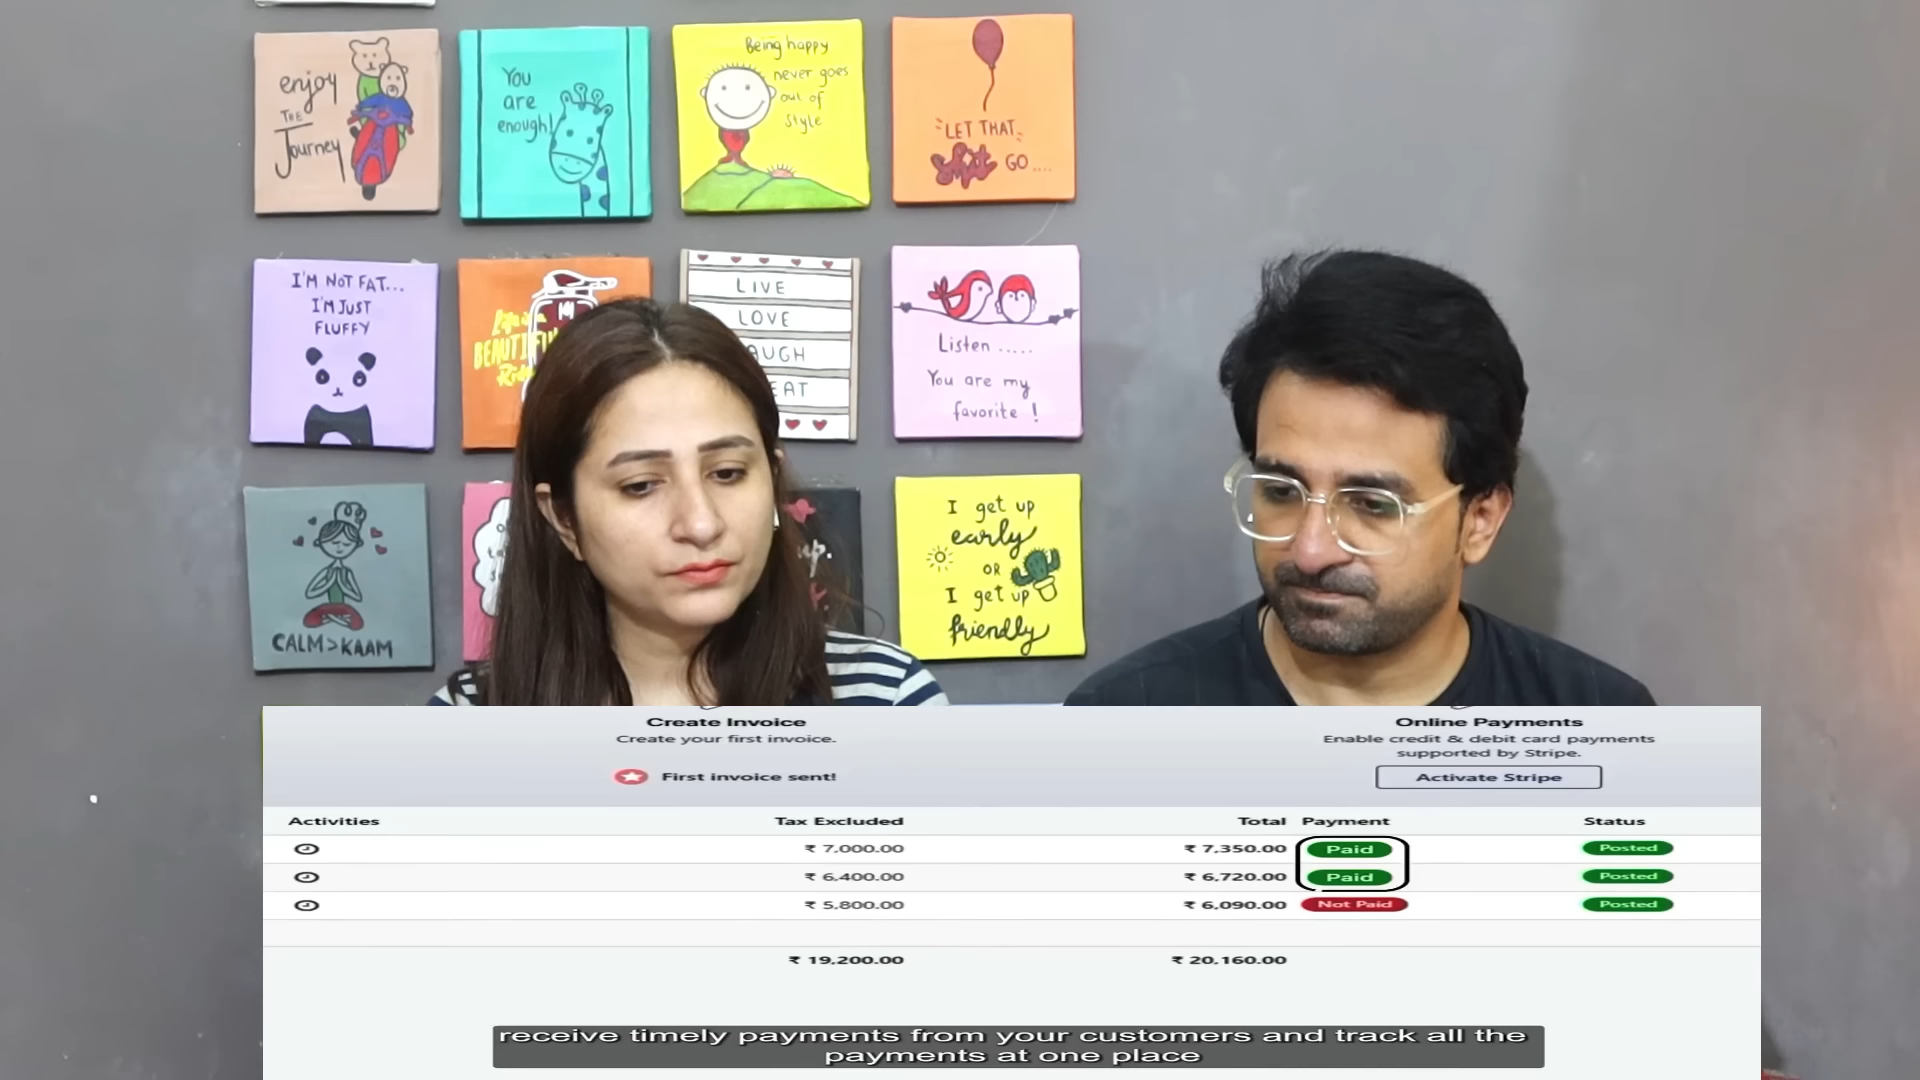 enjoy
THE
Journey
You
are
enough!
Being happy
never goes
out of
style
LET THAT
shit GO ....
I'M NOT FAT...
I'M JUST
FLUFFY
LIVE
LOVE
AUGH
EAT
Listen .....
You are my
favorite !
CALM>KAAM
up.
I get up
early
OR
I get up
friendly
Create Invoice
Create your first invoice.
First invoice sent!
Online Payments
Enable credit & debit card payments
supported by Stripe.
Activate Stripe
Activities Tax Excluded Total Payment Status
₹ 7,000.00 ₹ 7,350.00 Paid Posted
₹ 6,400.00 ₹ 6,720.00 Paid Posted
₹ 5,800.00 ₹ 6,090.00 Not Paid Posted
₹ 19,200.00 ₹ 20,160.00
receive timely payments from your customers and track all the
payments at one place